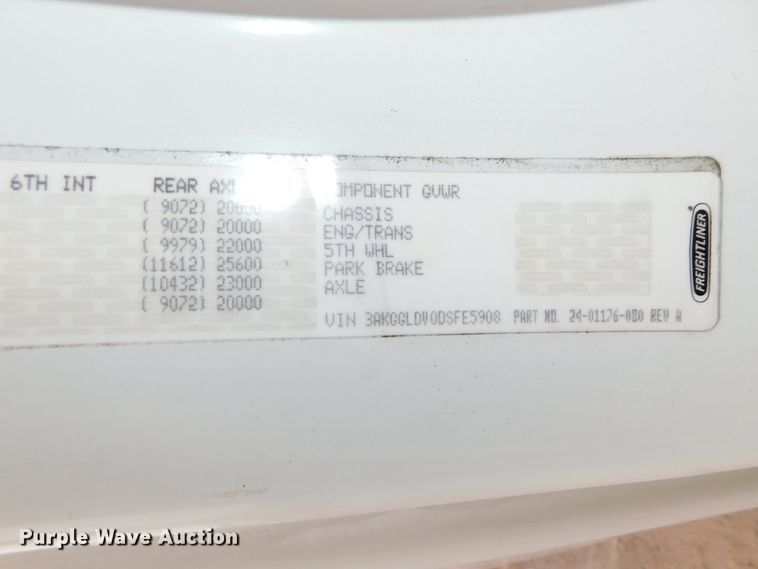 6TH INT REAR AXLE COMPONENT GVWR
( 9072) 20000 CHASSIS
( 9072) 20000 ENG/TRANS
( 9979) 22000 5TH WHL
(11612) 25600 PARK BRAKE
(10432) 23000 AXLE
( 9072) 20000
VIN 3AKGGLDV0DSFE5908 PART NO. 24-01176-080 REV A
FREIGHTLINER
Purple Wave Auction